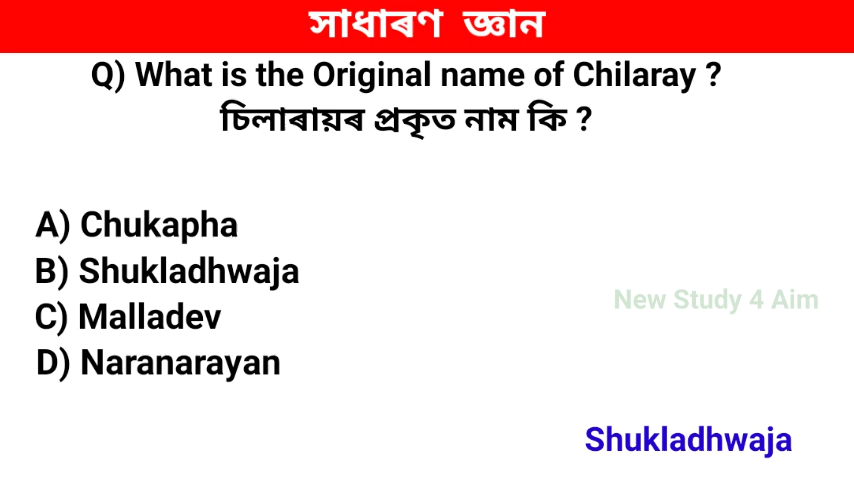 সাধাৰণ জ্ঞান
Q) What is the Original name of Chilaray ?
চিলাৰায়ৰ প্ৰকৃত নাম কি ?
A) Chukapha
B) Shukladhwaja
C) Malladev
D) Naranarayan
New Study 4 Aim
Shukladhwaja